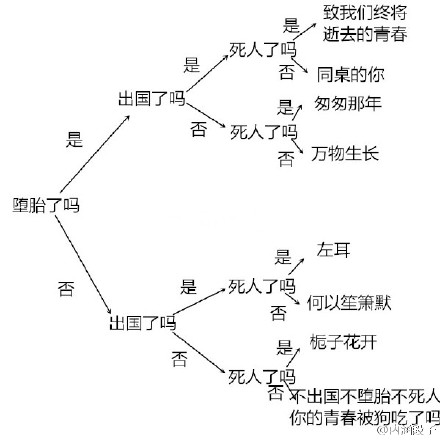 致我们终将
逝去的青春
是
死人了吗
是
否
同桌的你
出国了吗
是
匆匆那年
否
死人了吗
是
否
万物生长
堕胎了吗
是
左耳
否
是
死人了吗
否
何以笙箫默
出国了吗
是
栀子花开
否
死人了吗
否
不出国不堕胎不死人
你的青春被狗吃了吗
@内涵段子